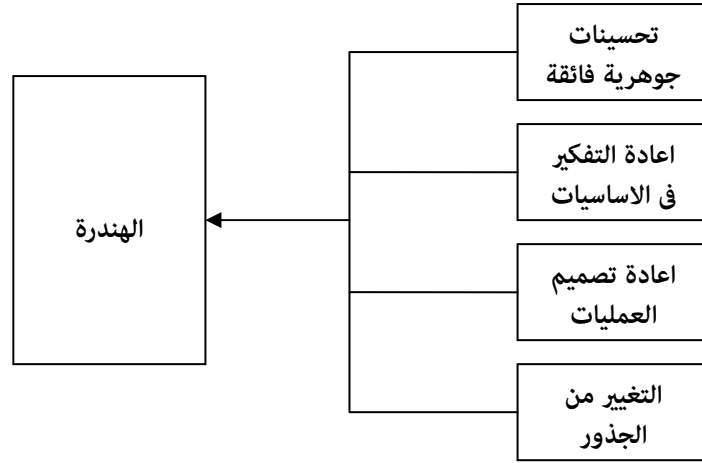 تحسينات
جوهرية فائقة
اعادة التفكير
فى الاساسيات
الهندرة
اعادة تصميم
العمليات
التغيير من
الجذور